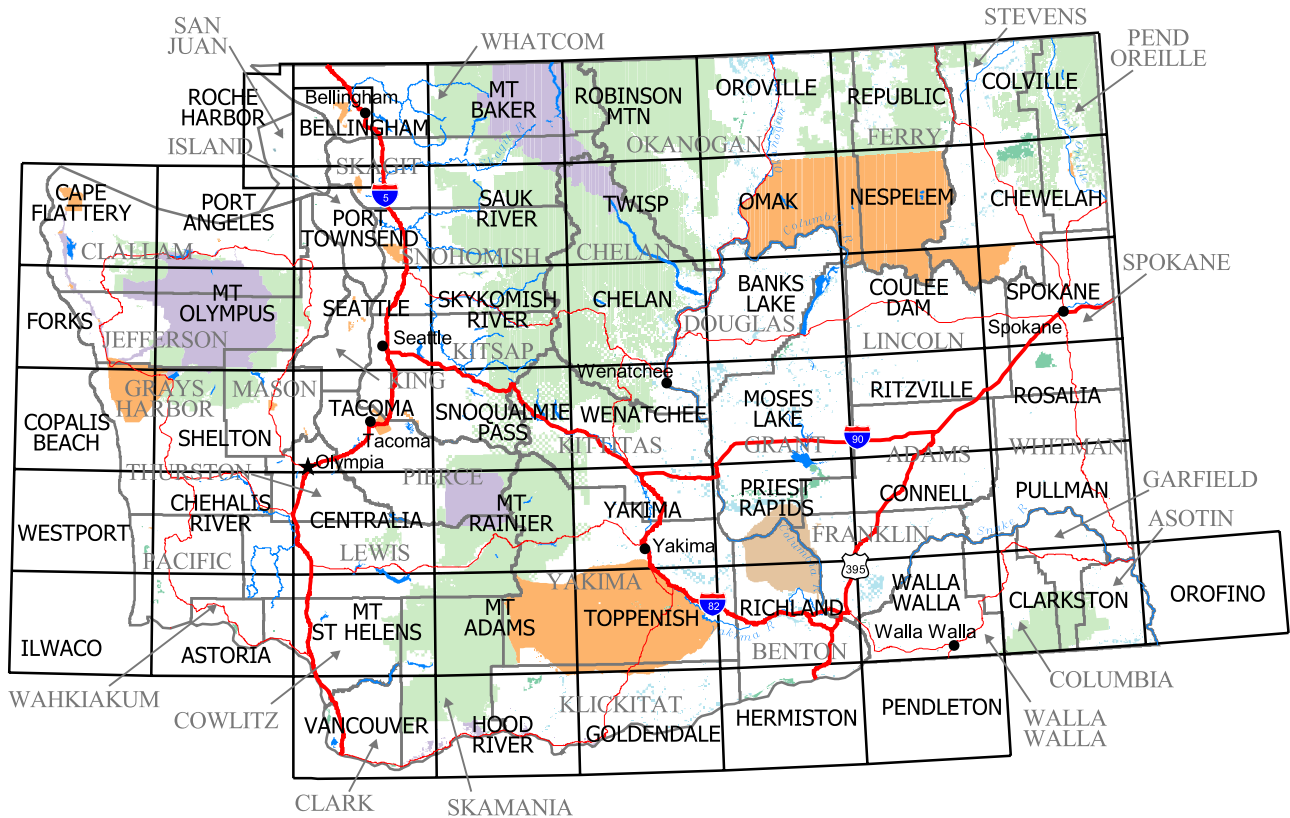 SAN
JUAN
WHATCOM
STEVENS
PEND
OREILLE
ROCHE
HARBOR
Bellingham
BELLINGHAM
MT
BAKER
ROBINSON
MTN
OROVILLE
REPUBLIC
COLVILLE
ISLAND
SKAGIT
OKANOGAN
FERRY
CAPE
FLATTERY
PORT
ANGELES
5
PORT
TOWNSEND
SAUK
RIVER
TWISP
OMAK
NESPELEM
CHEWELAH
Columbia R.
CLALLAM
SNOHOMISH
CHELAN
SPOKANE
FORKS
MT
OLYMPUS
SEATTLE
SKYKOMISH
RIVER
CHELAN
BANKS
LAKE
COULEE
DAM
SPOKANE
Spokane
JEFFERSON
Seattle
KITSAP
DOUGLAS
LINCOLN
GRAYS
HARBOR
MASON
KING
Wenatchee
RITZVILLE
ROSALIA
COPALIS
BEACH
SHELTON
TACOMA
Tacoma
SNOQUALMIE
PASS
WENATCHEE
MOSES
LAKE
KITTITAS
GRANT
90
ADAMS
WHITMAN
THURSTON
Olympia
PIERCE
GARFIELD
WESTPORT
CHEHALIS
RIVER
CENTRALIA
MT
RAINIER
YAKIMA
PRIEST
RAPIDS
CONNELL
PULLMAN
ASOTIN
PACIFIC
LEWIS
Yakima
FRANKLIN
Snake R.
Columbia R.
395
YAKIMA
ILWACO
ASTORIA
MT
ST HELENS
MT
ADAMS
TOPPENISH
82
RICHLAND
WALLA
WALLA
Walla Walla
CLARKSTON
OROFINO
Yakima R.
BENTON
WAHKIAKUM
COWLITZ
VANCOUVER
HOOD
RIVER
KLICKITAT
GOLDENDALE
HERMISTON
PENDLETON
WALLA
WALLA
COLUMBIA
CLARK
SKAMANIA